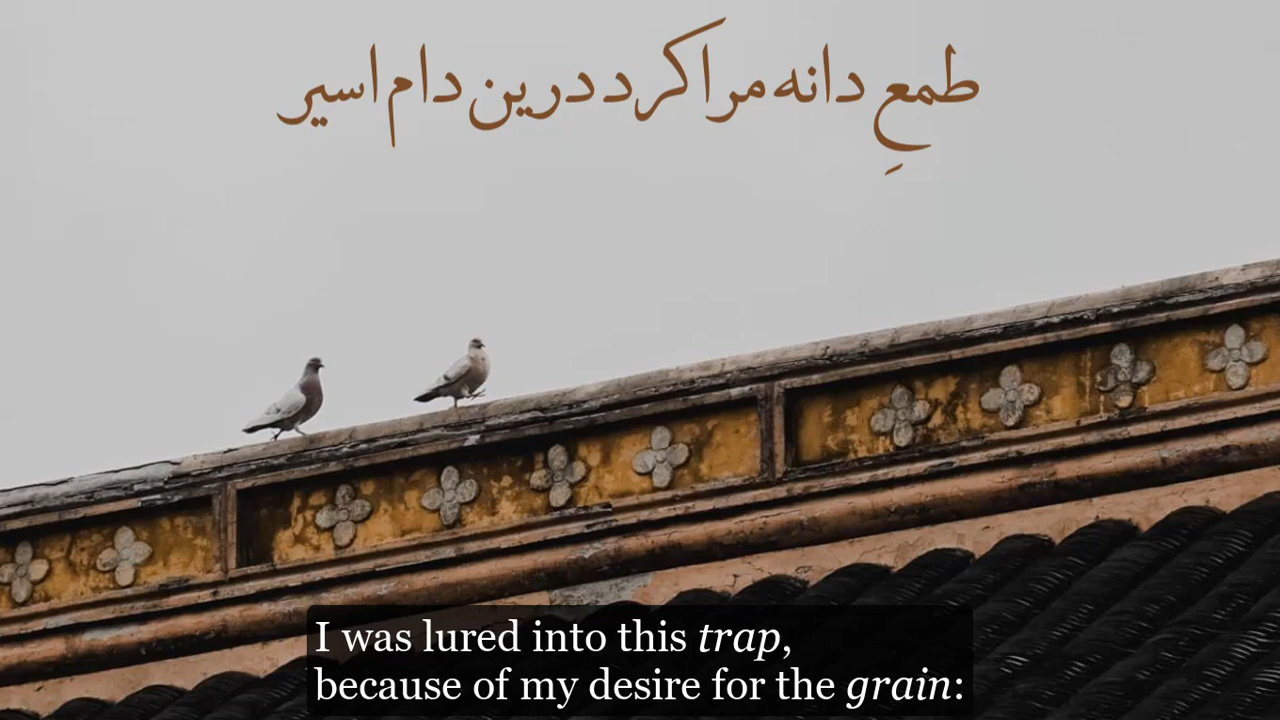 طمعِ دانه مرا کرد درین دام اسیر
I was lured into this trap,
because of my desire for the grain: